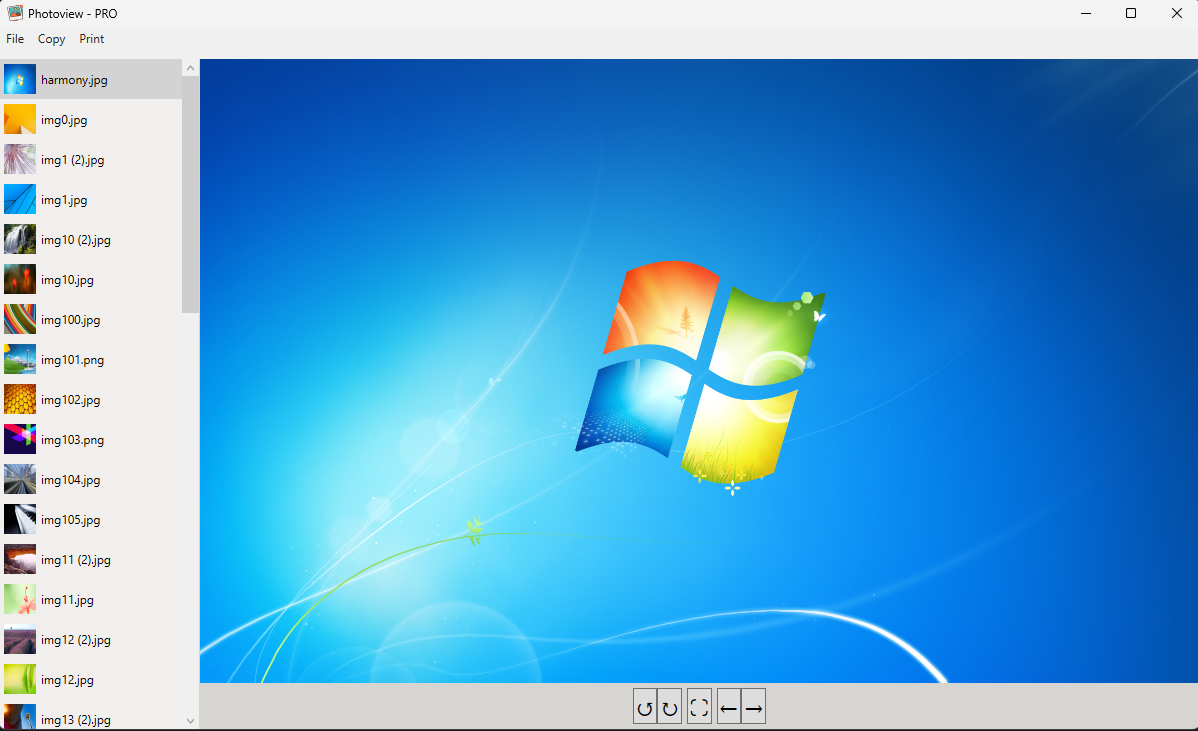 Photoview - PRO
File Copy Print
harmony.jpg
img0.jpg
img1 (2).jpg
img1.jpg
img10 (2).jpg
img10.jpg
img100.jpg
img101.png
img102.jpg
img103.png
img104.jpg
img105.jpg
img11 (2).jpg
img11.jpg
img12 (2).jpg
img12.jpg
img13 (2).jpg